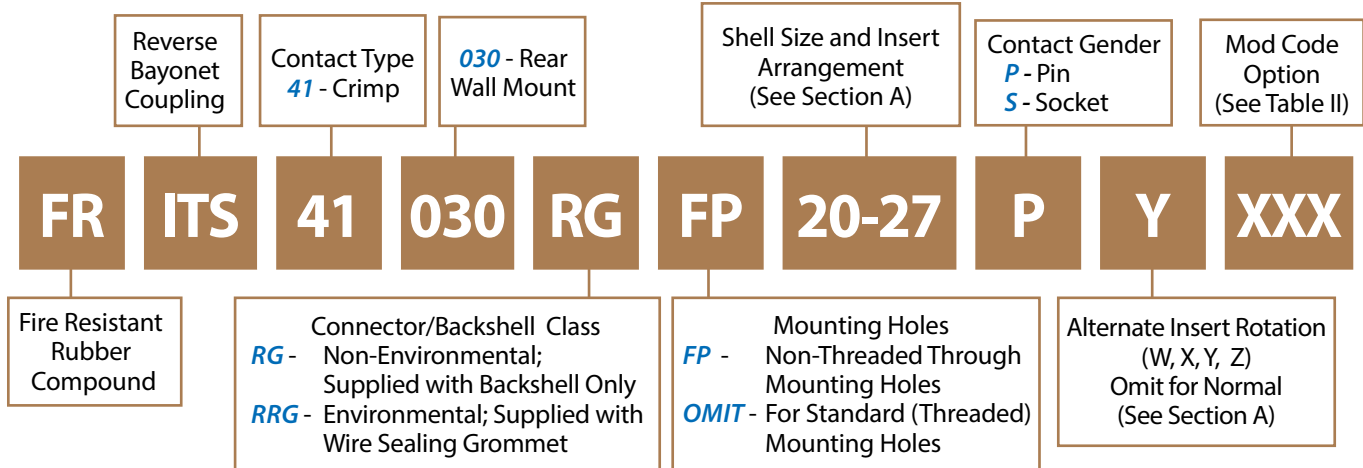 Reverse
Bayonet
Coupling
Contact Type
41 - Crimp
030 - Rear
Wall Mount
Shell Size and Insert
Arrangement
(See Section A)
Contact Gender
P - Pin
S - Socket
Mod Code
Option
(See Table II)
FR ITS 41 030 RG FP 20-27 P Y XXX
Fire Resistant
Rubber
Compound
Connector/Backshell Class
RG - Non-Environmental;
Supplied with Backshell Only
RRG - Environmental; Supplied with
Wire Sealing Grommet
Mounting Holes
FP - Non-Threaded Through
Mounting Holes
OMIT - For Standard (Threaded)
Mounting Holes
Alternate Insert Rotation
(W, X, Y, Z)
Omit for Normal
(See Section A)